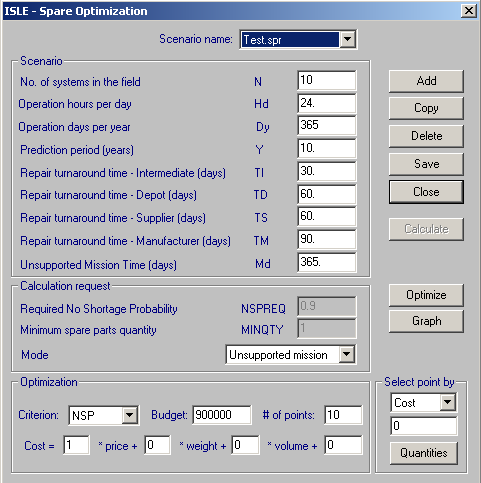 ISLE - Spare Optimization
Scenario name: Test.spr
Scenario
No. of systems in the field N 10
Operation hours per day Hd 24.
Operation days per year Dy 365
Prediction period (years) Y 10.
Repair turnaround time - Intermediate (days) TI 30.
Repair turnaround time - Depot (days) TD 60.
Repair turnaround time - Supplier (days) TS 60.
Repair turnaround time - Manufacturer (days) TM 90.
Unsupported Mission Time (days) Md 365.
Add
Copy
Delete
Save
Close
Calculate
Calculation request
Required No Shortage Probability NSPREQ 0.9
Minimum spare parts quantity MINQTY 1
Mode Unsupported mission
Optimize
Graph
Optimization
Criterion: NSP Budget: 900000 # of points: 10
Cost = 1 * price + 0 * weight + 0 * volume + 0
Select point by
Cost
0
Quantities